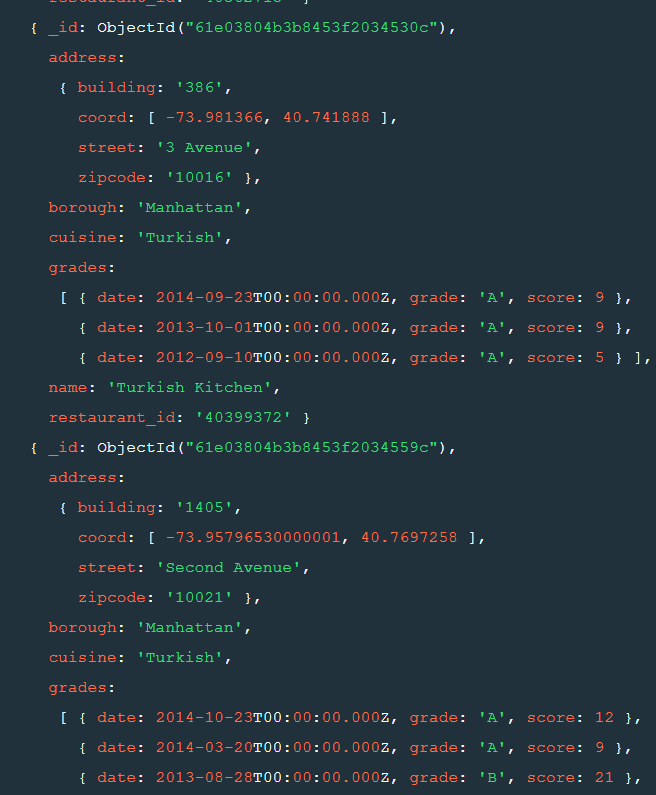 restaurant_id: '40362715' }
{ _id: ObjectId("61e03804b3b8453f2034530c"),
address:
{ building: '386',
coord: [ -73.981366, 40.741888 ],
street: '3 Avenue',
zipcode: '10016' },
borough: 'Manhattan',
cuisine: 'Turkish',
grades:
[ { date: 2014-09-23T00:00:00.000Z, grade: 'A', score: 9 },
{ date: 2013-10-01T00:00:00.000Z, grade: 'A', score: 9 },
{ date: 2012-09-10T00:00:00.000Z, grade: 'A', score: 5 } ],
name: 'Turkish Kitchen',
restaurant_id: '40399372' }
{ _id: ObjectId("61e03804b3b8453f2034559c"),
address:
{ building: '1405',
coord: [ -73.95796530000001, 40.7697258 ],
street: 'Second Avenue',
zipcode: '10021' },
borough: 'Manhattan',
cuisine: 'Turkish',
grades:
[ { date: 2014-10-23T00:00:00.000Z, grade: 'A', score: 12 },
{ date: 2014-03-20T00:00:00.000Z, grade: 'A', score: 9 },
{ date: 2013-08-28T00:00:00.000Z, grade: 'B', score: 21 },